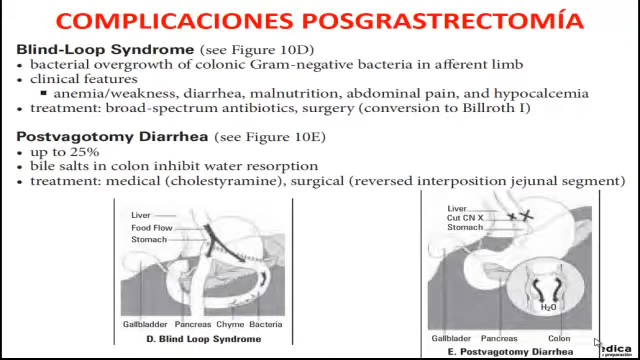 COMPLICACIONES POSGRASTRECTOMÍA
Blind-Loop Syndrome (see Figure 10D)
• bacterial overgrowth of colonic Gram-negative bacteria in afferent limb
• clinical features
▪ anemia/weakness, diarrhea, malnutrition, abdominal pain, and hypocalcemia
• treatment: broad-spectrum antibiotics, surgery (conversion to Billroth I)
Postvagotomy Diarrhea (see Figure 10E)
• up to 25%
• bile salts in colon inhibit water resorption
• treatment: medical (cholestyramine), surgical (reversed interposition jejunal segment)
Liver
Food Flow
Stomach
Gallbladder Pancreas Chyme Bacteria
D. Blind Loop Syndrome
Liver
Cut CN X
Stomach
H2O
Gallbladder Pancreas Colon
E. Postvagotomy Diarrhea
edica
preparación